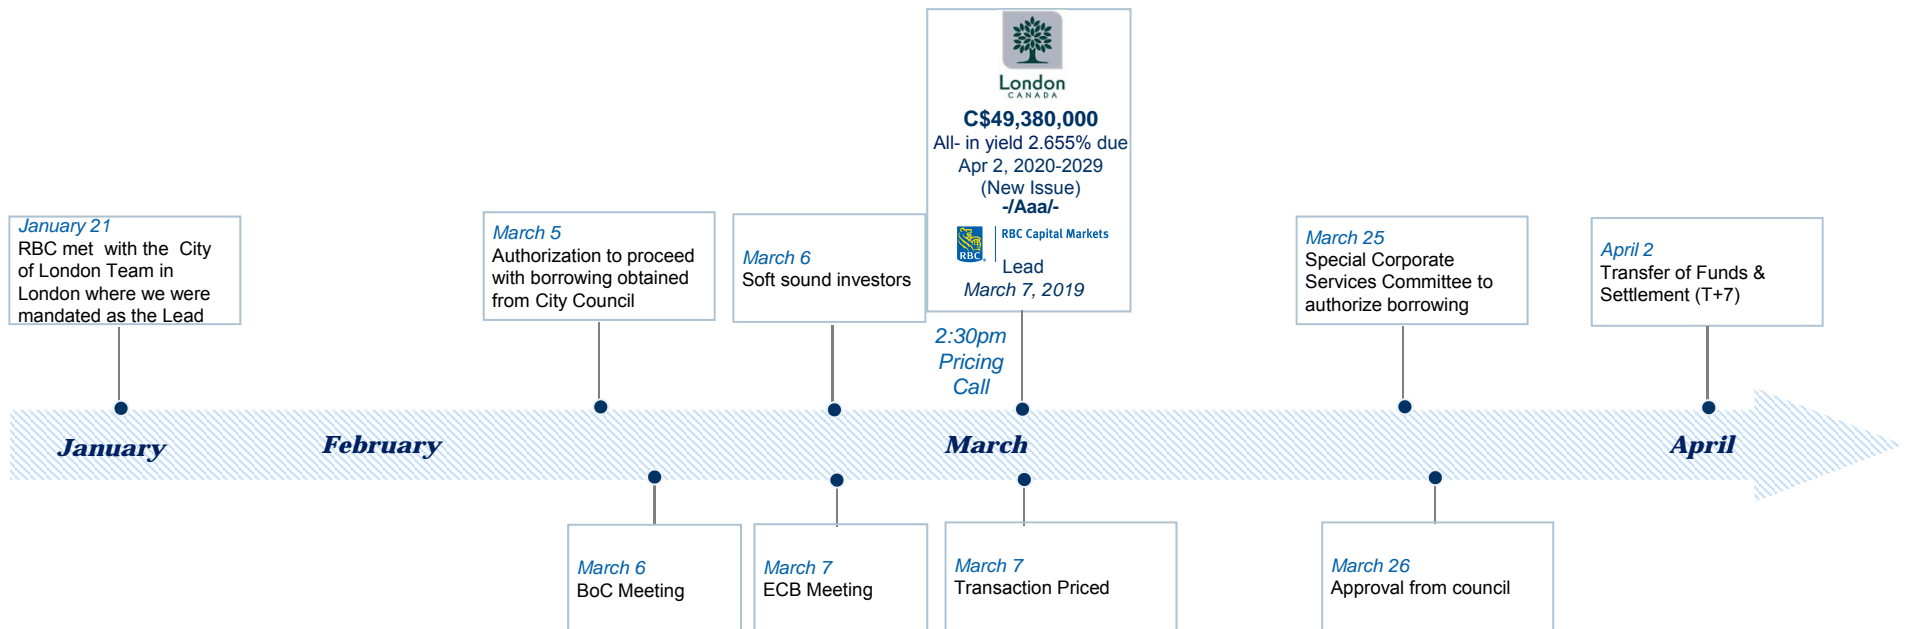 London
CANADA
C$49,380,000
All- in yield 2.655% due
Apr 2, 2020-2029
(New Issue)
-/Aaa/-
RBC
RBC Capital Markets
Lead
March 7, 2019
January 21
RBC met with the City
of London Team in
London where we were
mandated as the Lead
March 5
Authorization to proceed
with borrowing obtained
from City Council
March 6
Soft sound investors
2:30pm
Pricing
Call
March 25
Special Corporate
Services Committee to
authorize borrowing
April 2
Transfer of Funds &
Settlement (T+7)
January
February
March
April
March 6
BoC Meeting
March 7
ECB Meeting
March 7
Transaction Priced
March 26
Approval from council